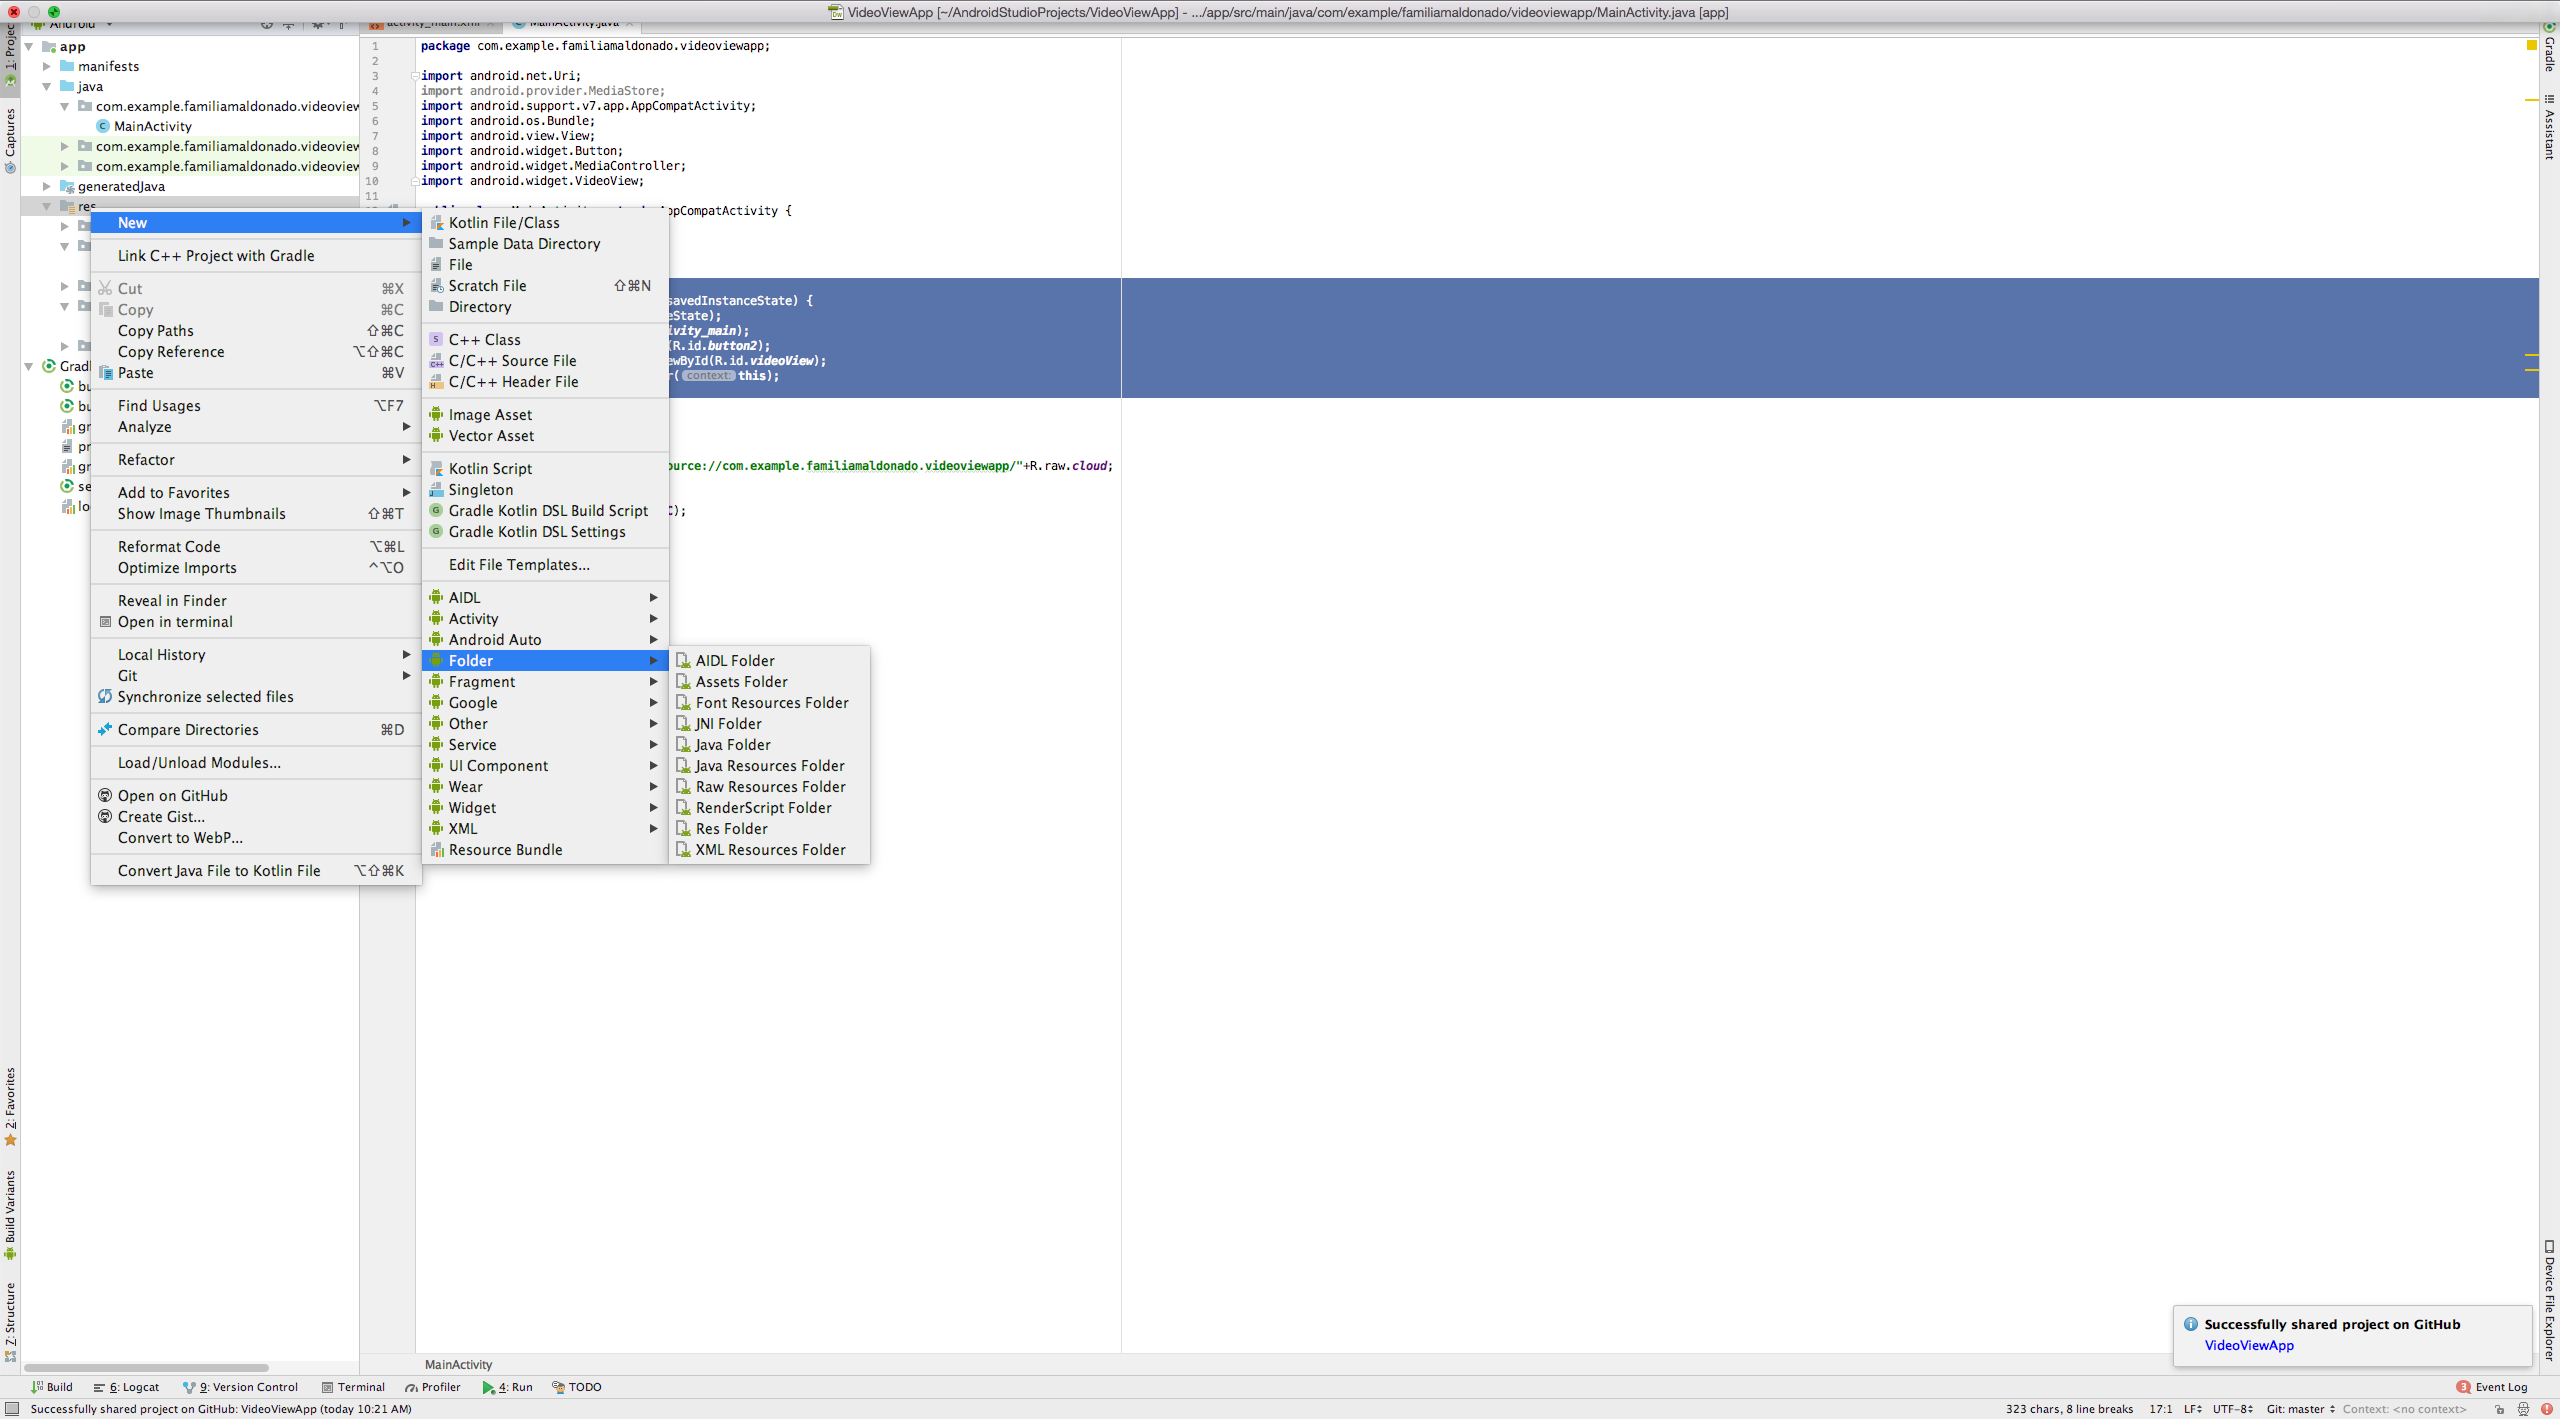 VideoViewApp [~/AndroidStudioProjects/VideoViewApp] - .../app/src/main/java/com/example/familiamaldonado/videoviewapp/MainActivity.java [app]
Android
activity_main.xml
MainActivity.java
1: Project
Captures
2: Favorites
Build Variants
7: Structure
app
manifests
java
com.example.familiamaldonado.videoview
MainActivity
com.example.familiamaldonado.videoview
com.example.familiamaldonado.videoview
generatedJava
res
Gradl
bu
bu
gr
pr
gr
se
lo
New
Link C++ Project with Gradle
Cut ⌘X
Copy ⌘C
Copy Paths ⇧⌘C
Copy Reference ⌥⇧⌘C
Paste ⌘V
Find Usages ⌥F7
Analyze
Refactor
Add to Favorites
Show Image Thumbnails ⇧⌘T
Reformat Code ⌥⌘L
Optimize Imports ^⌥O
Reveal in Finder
Open in terminal
Local History
Git
Synchronize selected files
Compare Directories ⌘D
Load/Unload Modules...
Open on GitHub
Create Gist...
Convert to WebP...
Convert Java File to Kotlin File ⌥⇧⌘K
Kotlin File/Class
Sample Data Directory
File
Scratch File ⇧⌘N
Directory
C++ Class
C/C++ Source File
C/C++ Header File
Image Asset
Vector Asset
Kotlin Script
Singleton
Gradle Kotlin DSL Build Script
Gradle Kotlin DSL Settings
Edit File Templates...
AIDL
Activity
Android Auto
Folder
Fragment
Google
Other
Service
UI Component
Wear
Widget
XML
Resource Bundle
AIDL Folder
Assets Folder
Font Resources Folder
JNI Folder
Java Folder
Java Resources Folder
Raw Resources Folder
RenderScript Folder
Res Folder
XML Resources Folder
1 package com.example.familiamaldonado.videoviewapp;
2
3 import android.net.Uri;
4 import android.provider.MediaStore;
5 import android.support.v7.app.AppCompatActivity;
6 import android.os.Bundle;
7 import android.view.View;
8 import android.widget.Button;
9 import android.widget.MediaController;
10 import android.widget.VideoView;
11
ppCompatActivity {
savedInstanceState) {
eState);
ivity_main);
(R.id.button2);
ewById(R.id.videoView);
r( context: this);
ource://com.example.familiamaldonado.videoviewapp/"+R.raw.cloud;
);
MainActivity
Gradle
Assistant
Device File Explorer
Successfully shared project on GitHub
VideoViewApp
Build
6: Logcat
9: Version Control
Terminal
Profiler
4: Run
TODO
3 Event Log
Successfully shared project on GitHub: VideoViewApp (today 10:21 AM)
323 chars, 8 line breaks 17:1 LF UTF-8 Git: master Context: <no context>